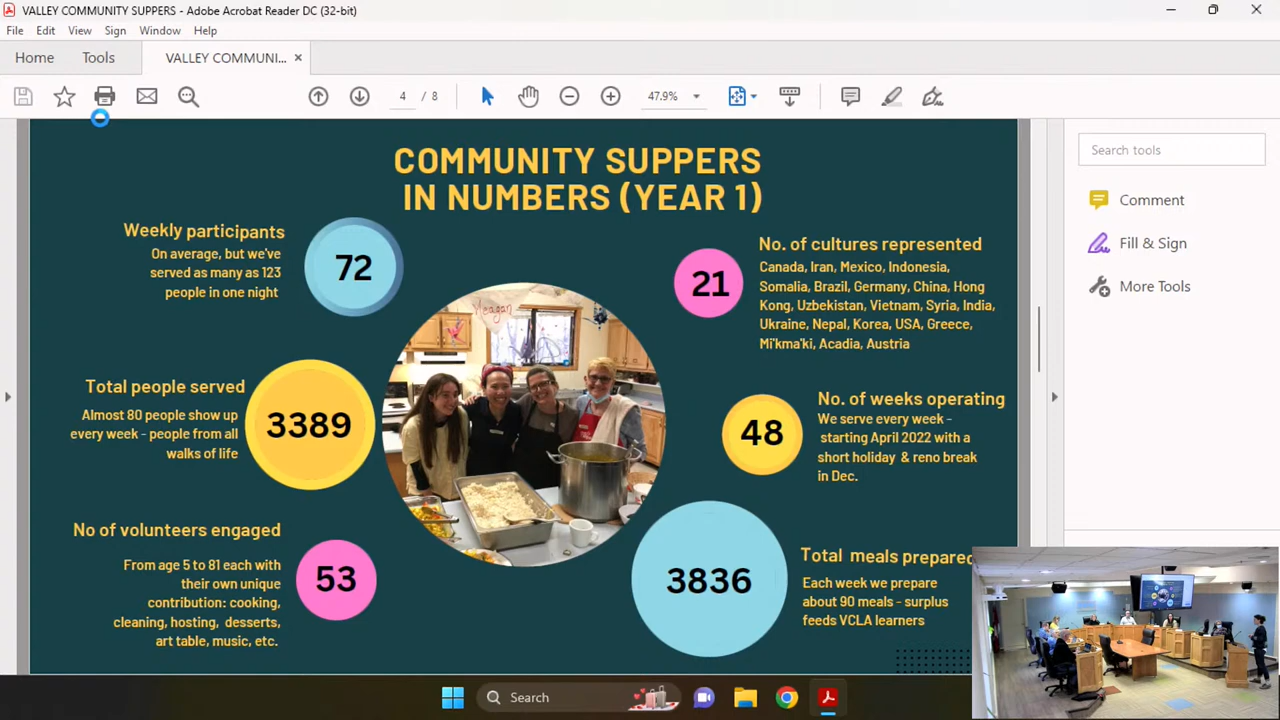 VALLEY COMMUNITY SUPPERS - Adobe Acrobat Reader DC (32-bit)
File Edit View Sign Window Help
Home Tools VALLEY COMMUNI...
4 / 8 47.9%
Search tools
Comment
Fill & Sign
More Tools
COMMUNITY SUPPERS
IN NUMBERS (YEAR 1)
Weekly participants
On average, but we've
served as many as 123
people in one night
72
Total people served
Almost 80 people show up
every week - people from all
walks of life
3389
No of volunteers engaged
From age 5 to 81 each with
their own unique
contribution: cooking,
cleaning, hosting, desserts,
art table, music, etc.
53
Meagan
21
No. of cultures represented
Canada, Iran, Mexico, Indonesia,
Somalia, Brazil, Germany, China, Hong
Kong, Uzbekistan, Vietnam, Syria, India,
Ukraine, Nepal, Korea, USA, Greece,
Mi'kma'ki, Acadia, Austria
48
No. of weeks operating
We serve every week -
starting April 2022 with a
short holiday & reno break
in Dec.
3836
Total meals prepared
Each week we prepare
about 90 meals - surplus
feeds VCLA learners
Search